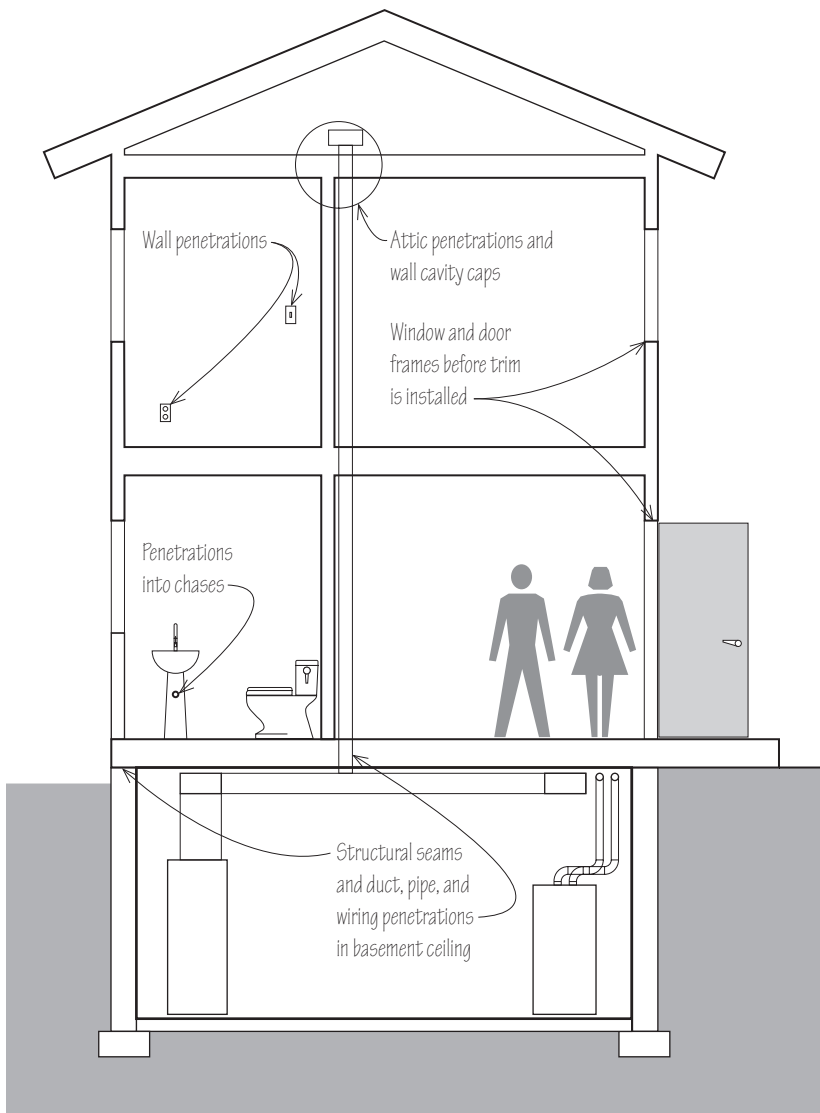 Wall penetrations
Attic penetrations and
wall cavity caps
Window and door
frames before trim
is installed
Penetrations
into chases
Structural seams
and duct, pipe, and
wiring penetrations
in basement ceiling